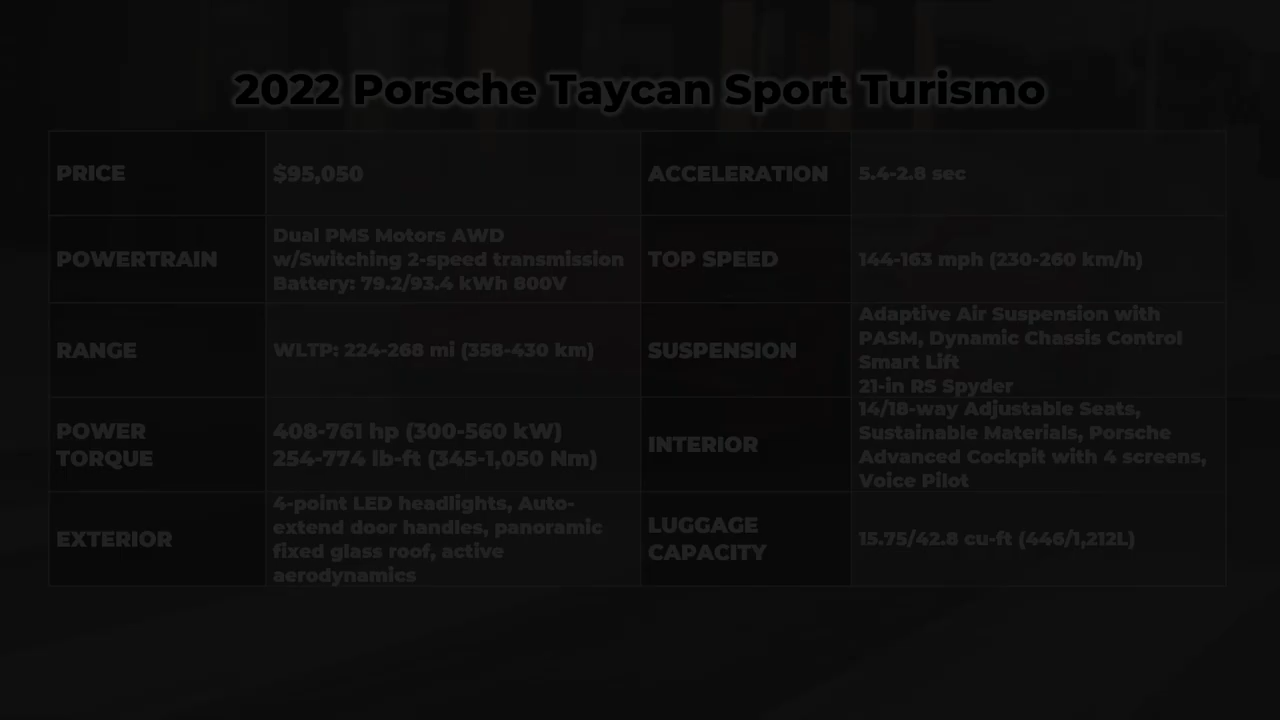 2022 Porsche Taycan Sport Turismo
PRICE
$95,050
ACCELERATION
5.4-2.8 sec
POWERTRAIN
Dual PMS Motors AWD
w/Switching 2-speed transmission
Battery: 79.2/93.4 kWh 800V
TOP SPEED
144-163 mph (230-260 km/h)
RANGE
WLTP: 224-268 mi (358-430 km)
SUSPENSION
Adaptive Air Suspension with
PASM, Dynamic Chassis Control
Smart Lift
21-in RS Spyder
POWER
TORQUE
408-761 hp (300-560 kW)
254-774 lb-ft (345-1,050 Nm)
INTERIOR
14/18-way Adjustable Seats,
Sustainable Materials, Porsche
Advanced Cockpit with 4 screens,
Voice Pilot
EXTERIOR
4-point LED headlights, Auto-
extend door handles, panoramic
fixed glass roof, active
aerodynamics
LUGGAGE
CAPACITY
15.75/42.8 cu-ft (446/1,212L)